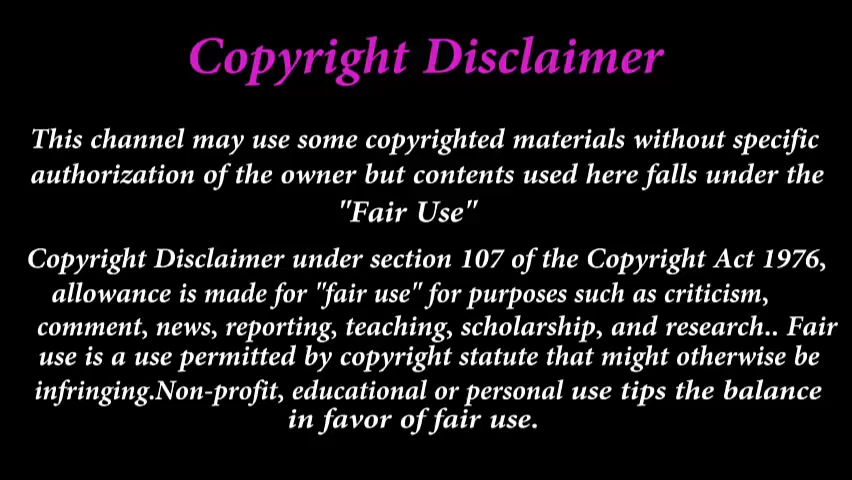 Copyright Disclaimer
This channel may use some copyrighted materials without specific
authorization of the owner but contents used here falls under the
"Fair Use"
Copyright Disclaimer under section 107 of the Copyright Act 1976,
allowance is made for "fair use" for purposes such as criticism,
comment, news, reporting, teaching, scholarship, and research.. Fair
use is a use permitted by copyright statute that might otherwise be
infringing.Non-profit, educational or personal use tips the balance
in favor of fair use.